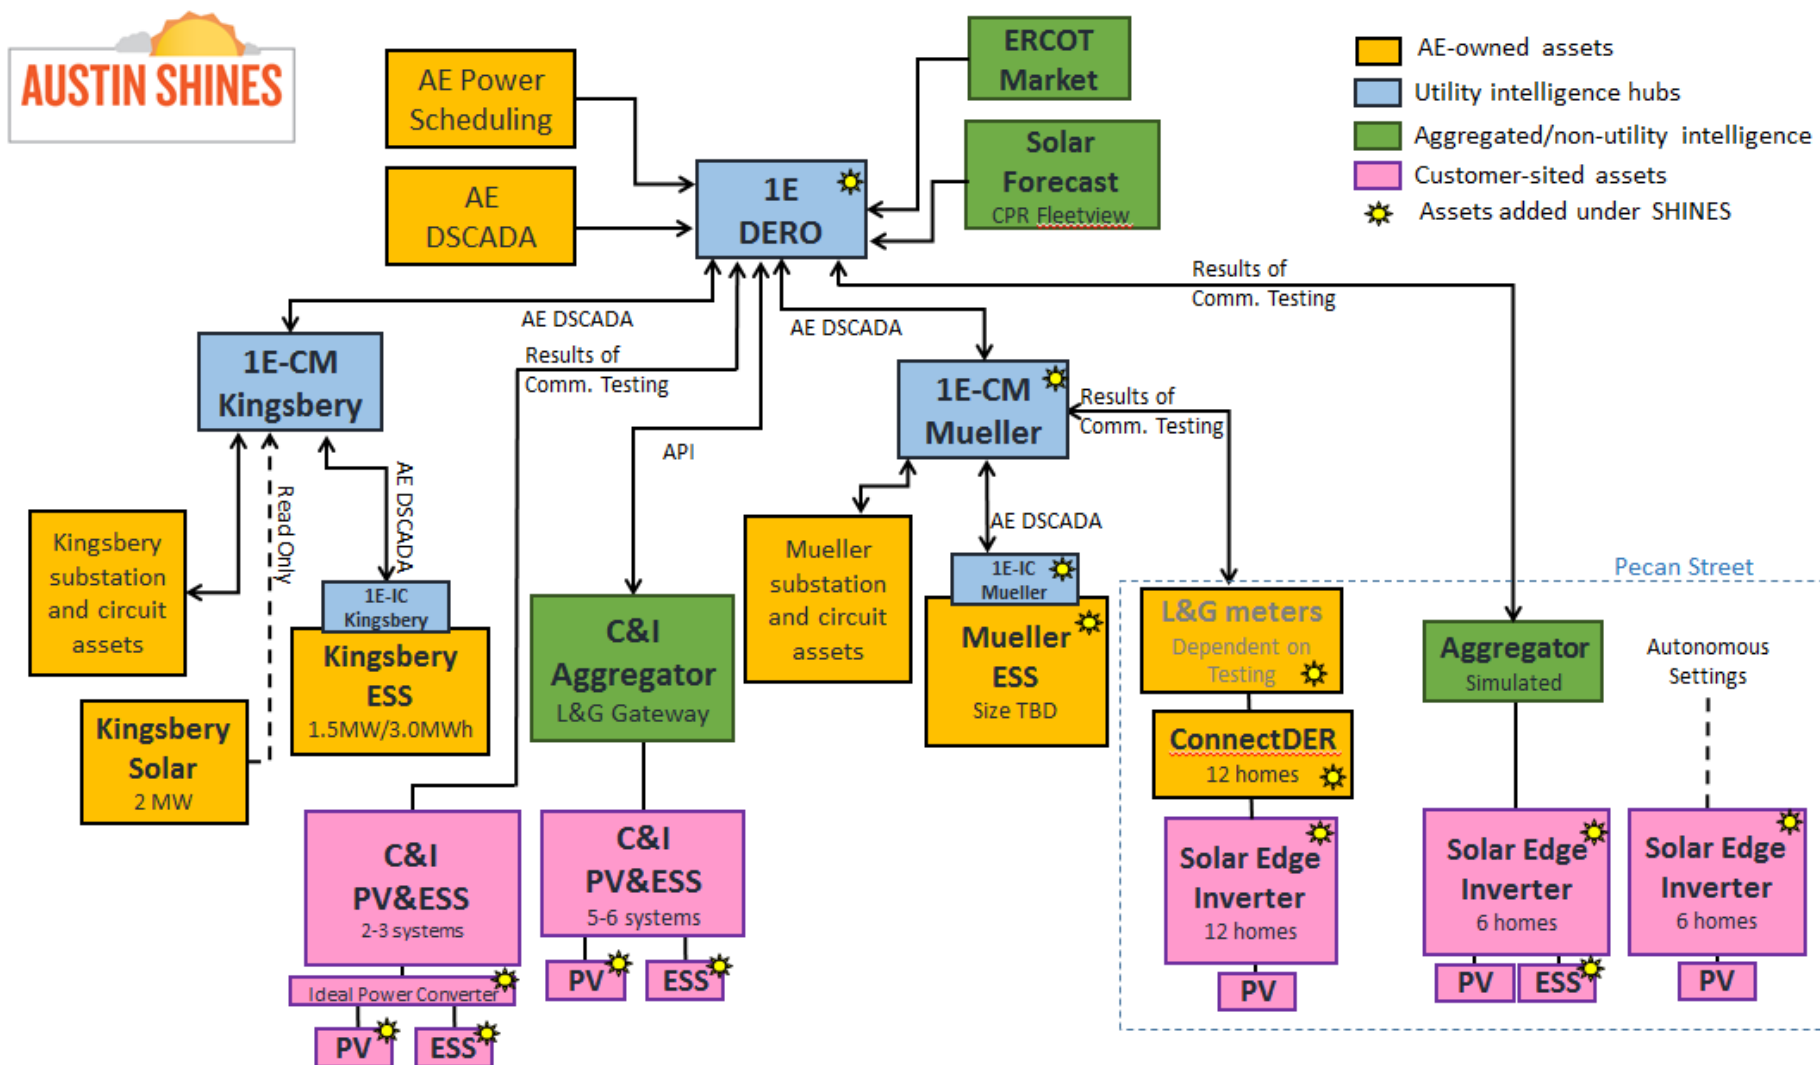 AUSTIN SHINES
AE Power
Scheduling
AE
DSCADA
ERCOT
Market
Solar
Forecast
CPR Fleetview
AE-owned assets
Utility intelligence hubs
Aggregated/non-utility intelligence
Customer-sited assets
Assets added under SHINES
1E
DERO
AE DSCADA
Results of
Comm. Testing
API
AE DSCADA
Results of
Comm. Testing
1E-CM
Kingsbery
1E-CM
Mueller
Results of
Comm. Testing
Read Only
AE DSCADA
AE DSCADA
Kingsbery
substation
and circuit
assets
Kingsbery
Solar
2 MW
1E-IC
Kingsbery
Kingsbery
ESS
1.5MW/3.0MWh
C&I
Aggregator
L&G Gateway
Mueller
substation
and circuit
assets
1E-IC
Mueller
Mueller
ESS
Size TBD
Pecan Street
L&G meters
Dependent on
Testing
ConnectDER
12 homes
Aggregator
Simulated
Autonomous
Settings
C&I
PV&ESS
2-3 systems
Ideal Power Converter
PV
ESS
C&I
PV&ESS
5-6 systems
PV
ESS
Solar Edge
Inverter
12 homes
PV
Solar Edge
Inverter
6 homes
PV
ESS
Solar Edge
Inverter
6 homes
PV